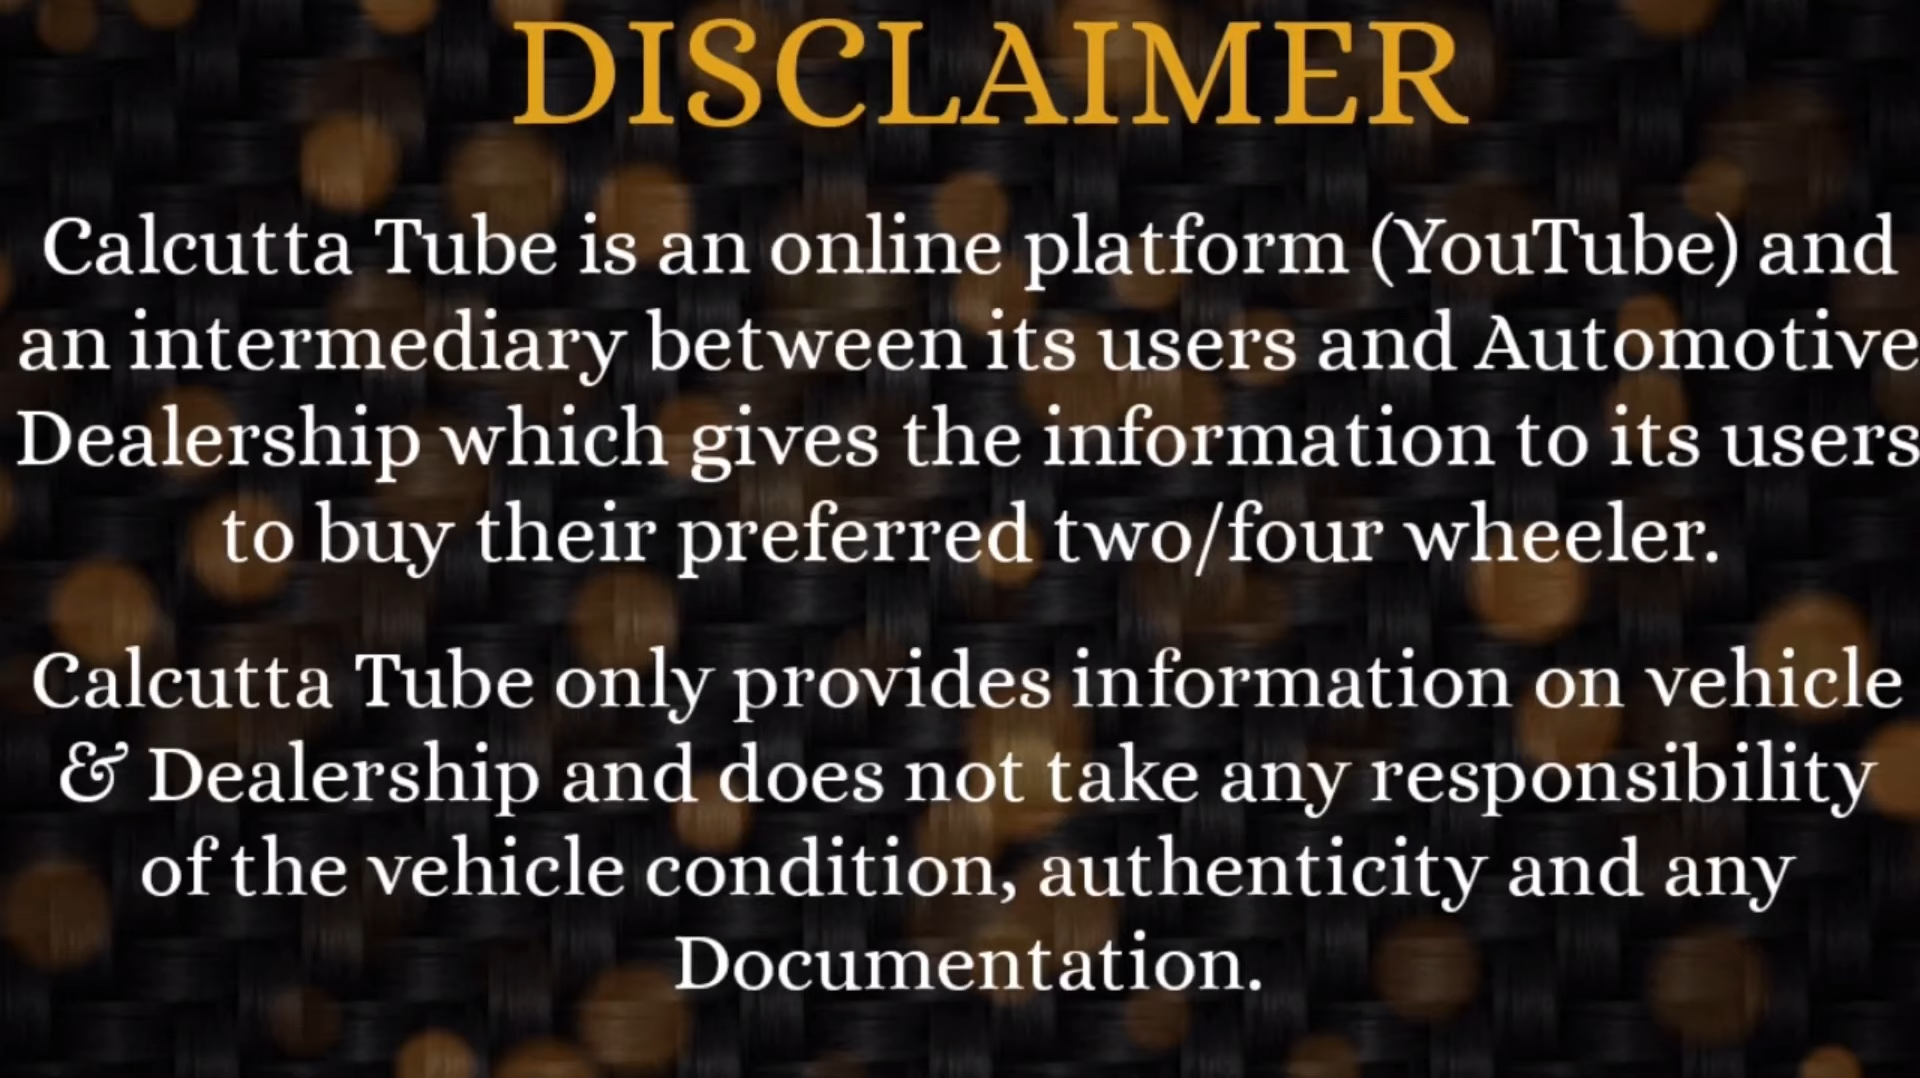 DISCLAIMER
Calcutta Tube is an online platform (YouTube) and
an intermediary between its users and Automotive
Dealership which gives the information to its users
to buy their preferred two/four wheeler.
Calcutta Tube only provides information on vehicle
& Dealership and does not take any responsibility
of the vehicle condition, authenticity and any
Documentation.